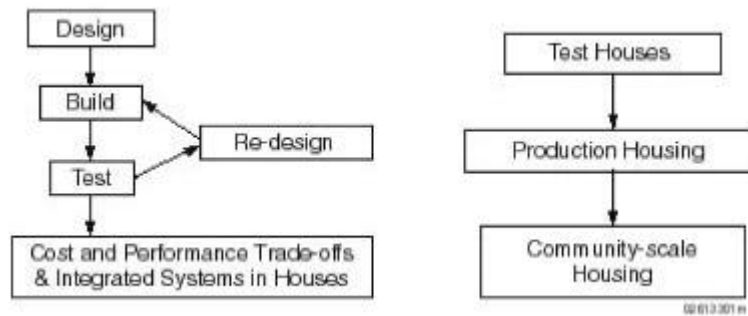 Design
Build
Re-design
Test
Cost and Performance Trade-offs
& Integrated Systems in Houses
Test Houses
Production Housing
Community-scale
Housing
02613301m